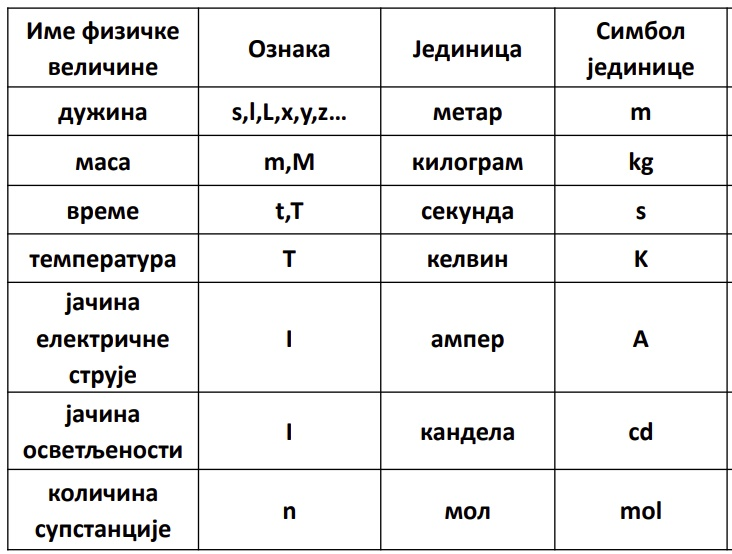 Име физичке величине	Ознака	Јединица	Симбол јединице
дужина	s,l,L,x,y,z...	метар	m
маса	m,M	килограм	kg
време	t,T	секунда	s
температура	T	келвин	K
јачина електричне струје	I	ампер	A
јачина осветљености	I	кандела	cd
количина супстанције	n	мол	mol